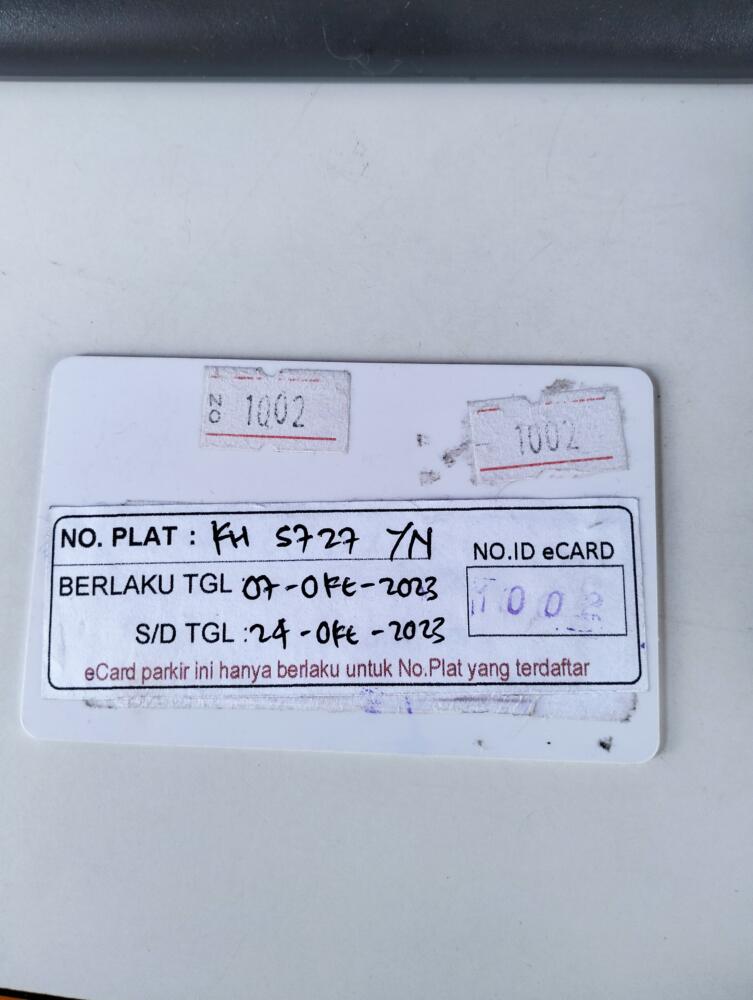 NO 1002
1002
NO. PLAT : KH 5727 YN
NO.ID eCARD
BERLAKU TGL 07-OKT-2023
1002
S/D TGL : 24-OKT-2023
eCard parkir ini hanya berlaku untuk No.Plat yang terdaftar